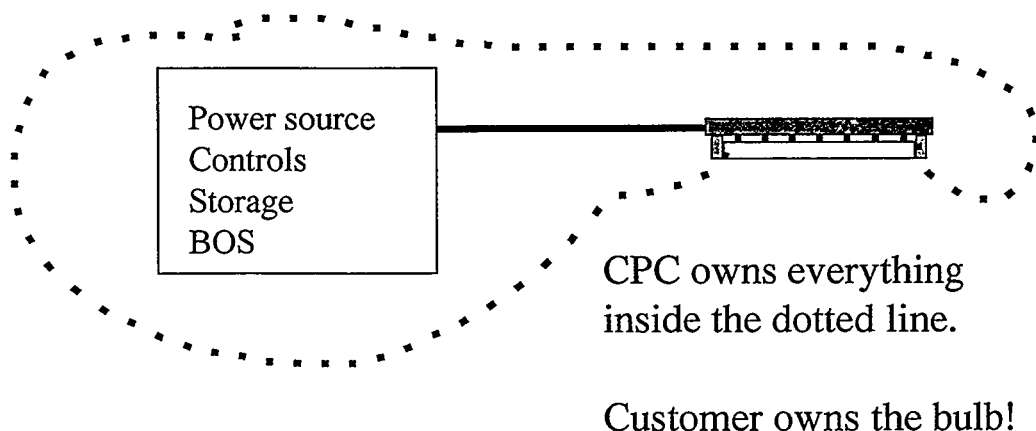 Power source
Controls
Storage
BOS
CPC owns everything
inside the dotted line.
Customer owns the bulb!